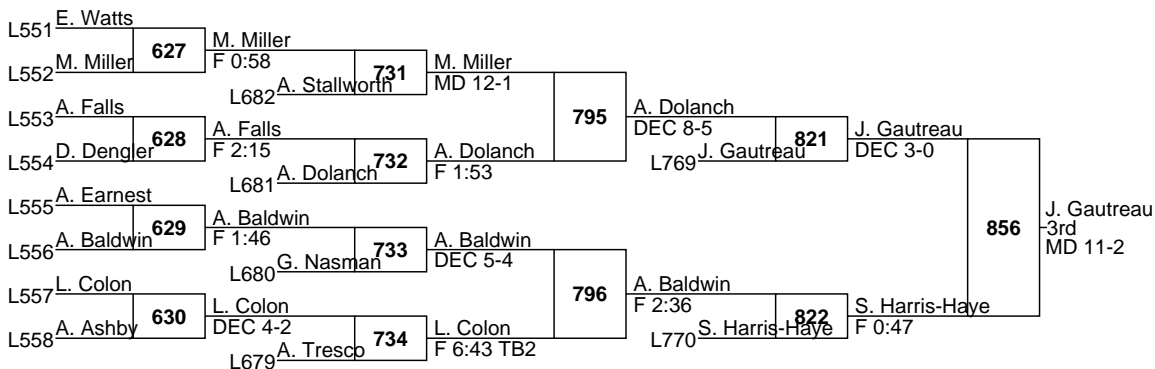 L551 E. Watts
627
M. Miller
F 0:58
L552 M. Miller
731
M. Miller
MD 12-1
L682 A. Stallworth
L553 A. Falls
795
A. Dolanch
DEC 8-5
628
A. Falls
F 2:15
821
J. Gautreau
DEC 3-0
L554 D. Dengler
732
A. Dolanch
F 1:53
L769 J. Gautreau
L681 A. Dolanch
L555 A. Earnest
629
A. Baldwin
F 1:46
856
J. Gautreau
3rd
MD 11-2
L556 A. Baldwin
733
A. Baldwin
DEC 5-4
L680 G. Nasman
L557 L. Colon
796
A. Baldwin
F 2:36
630
L. Colon
DEC 4-2
822
S. Harris-Haye
F 0:47
L558 A. Ashby
734
L. Colon
F 6:43 TB2
L770 S. Harris-Haye
L679 A. Tresco